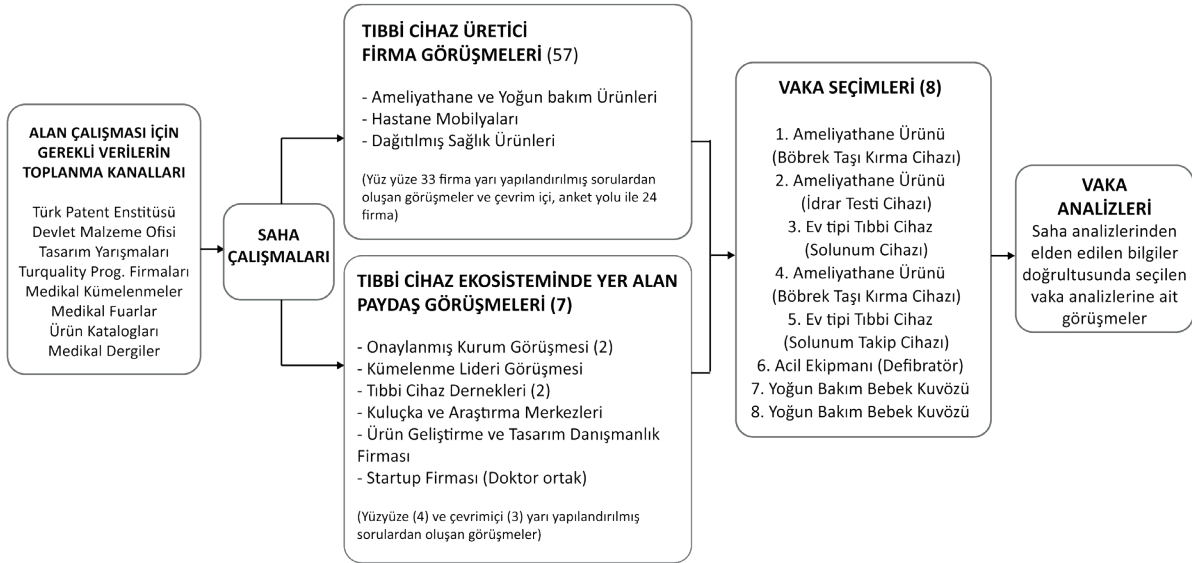 ALAN ÇALIŞMASI İÇİN
GEREKLİ VERİLERİN
TOPLANMA KANALLARI
Türk Patent Enstitüsü
Devlet Malzeme Ofisi
Tasarım Yarışmaları
Turquality Prog. Firmaları
Medikal Kümelenmeler
Medikal Fuarlar
Ürün Katalogları
Medikal Dergiler
SAHA
ÇALIŞMALARI
TIBBİ CİHAZ ÜRETİCİ
FİRMA GÖRÜŞMELERİ (57)
- Ameliyathane ve Yoğun bakım Ürünleri
- Hastane Mobilyaları
- Dağıtılmış Sağlık Ürünleri
(Yüz yüze 33 firma yarı yapılandırılmış sorulardan
oluşan görüşmeler ve çevrim içi, anket yolu ile 24
firma)
TIBBİ CİHAZ EKOSİSTEMİNDE YER ALAN
PAYDAŞ GÖRÜŞMELERİ (7)
- Onaylanmış Kurum Görüşmesi (2)
- Kümelenme Lideri Görüşmesi
- Tıbbi Cihaz Dernekleri (2)
- Kuluçka ve Araştırma Merkezleri
- Ürün Geliştirme ve Tasarım Danışmanlık
Firması
- Startup Firması (Doktor ortak)
(Yüzyüze (4) ve çevrimiçi (3) yarı yapılandırılmış
sorulardan oluşan görüşmeler)
VAKA SEÇİMLERİ (8)
1. Ameliyathane Ürünü
(Böbrek Taşı Kırma Cihazı)
2. Ameliyathane Ürünü
(İdrar Testi Cihazı)
3. Ev tipi Tıbbi Cihaz
(Solunum Cihazı)
4. Ameliyathane Ürünü
(Böbrek Taşı Kırma Cihazı)
5. Ev tipi Tıbbi Cihaz
(Solunum Takip Cihazı)
6. Acil Ekipmanı (Defibratör)
7. Yoğun Bakım Bebek Kuvözü
8. Yoğun Bakım Bebek Kuvözü
VAKA
ANALİZLERİ
Saha analizlerinden
elden edilen bilgiler
doğrultusunda seçilen
vaka analizlerine ait
görüşmeler